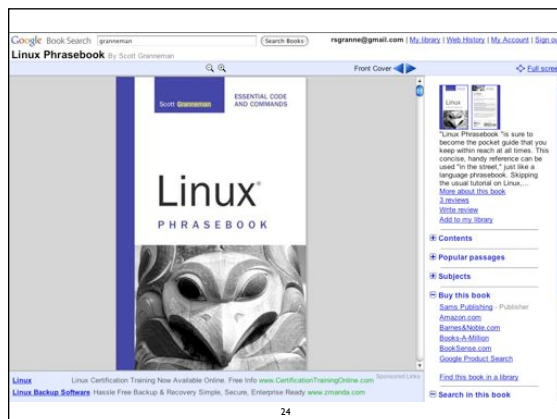 Google Book Search granneman Search Books rsgranne@gmail.com | My library | Web History | My Account | Sign ou
Linux Phrasebook By Scott Granneman
Front Cover Full scree
Scott Granneman
ESSENTIAL CODE
AND COMMANDS
Linux®
PHRASEBOOK
"Linux Phrasebook "is sure to
become the pocket guide that you
keep within reach at all times. This
concise, handy reference can be
used "in the street," just like a
language phrasebook. Skipping
the usual tutorial on Linux,...
More about this book
3 reviews
Write review
Add to my library
Contents
Popular passages
Subjects
Buy this book
Sams Publishing - Publisher
Amazon.com
Barnes&Noble.com
Books-A-Million
BookSense.com
Google Product Search
Find this book in a library
Search in this book
Sponsored Links
Linux Linux Certification Training Now Available Online. Free Info www.CertificationTrainingOnline.com
Linux Backup Software Hassle Free Backup & Recovery Simple, Secure, Enterprise Ready www.zmanda.com
24